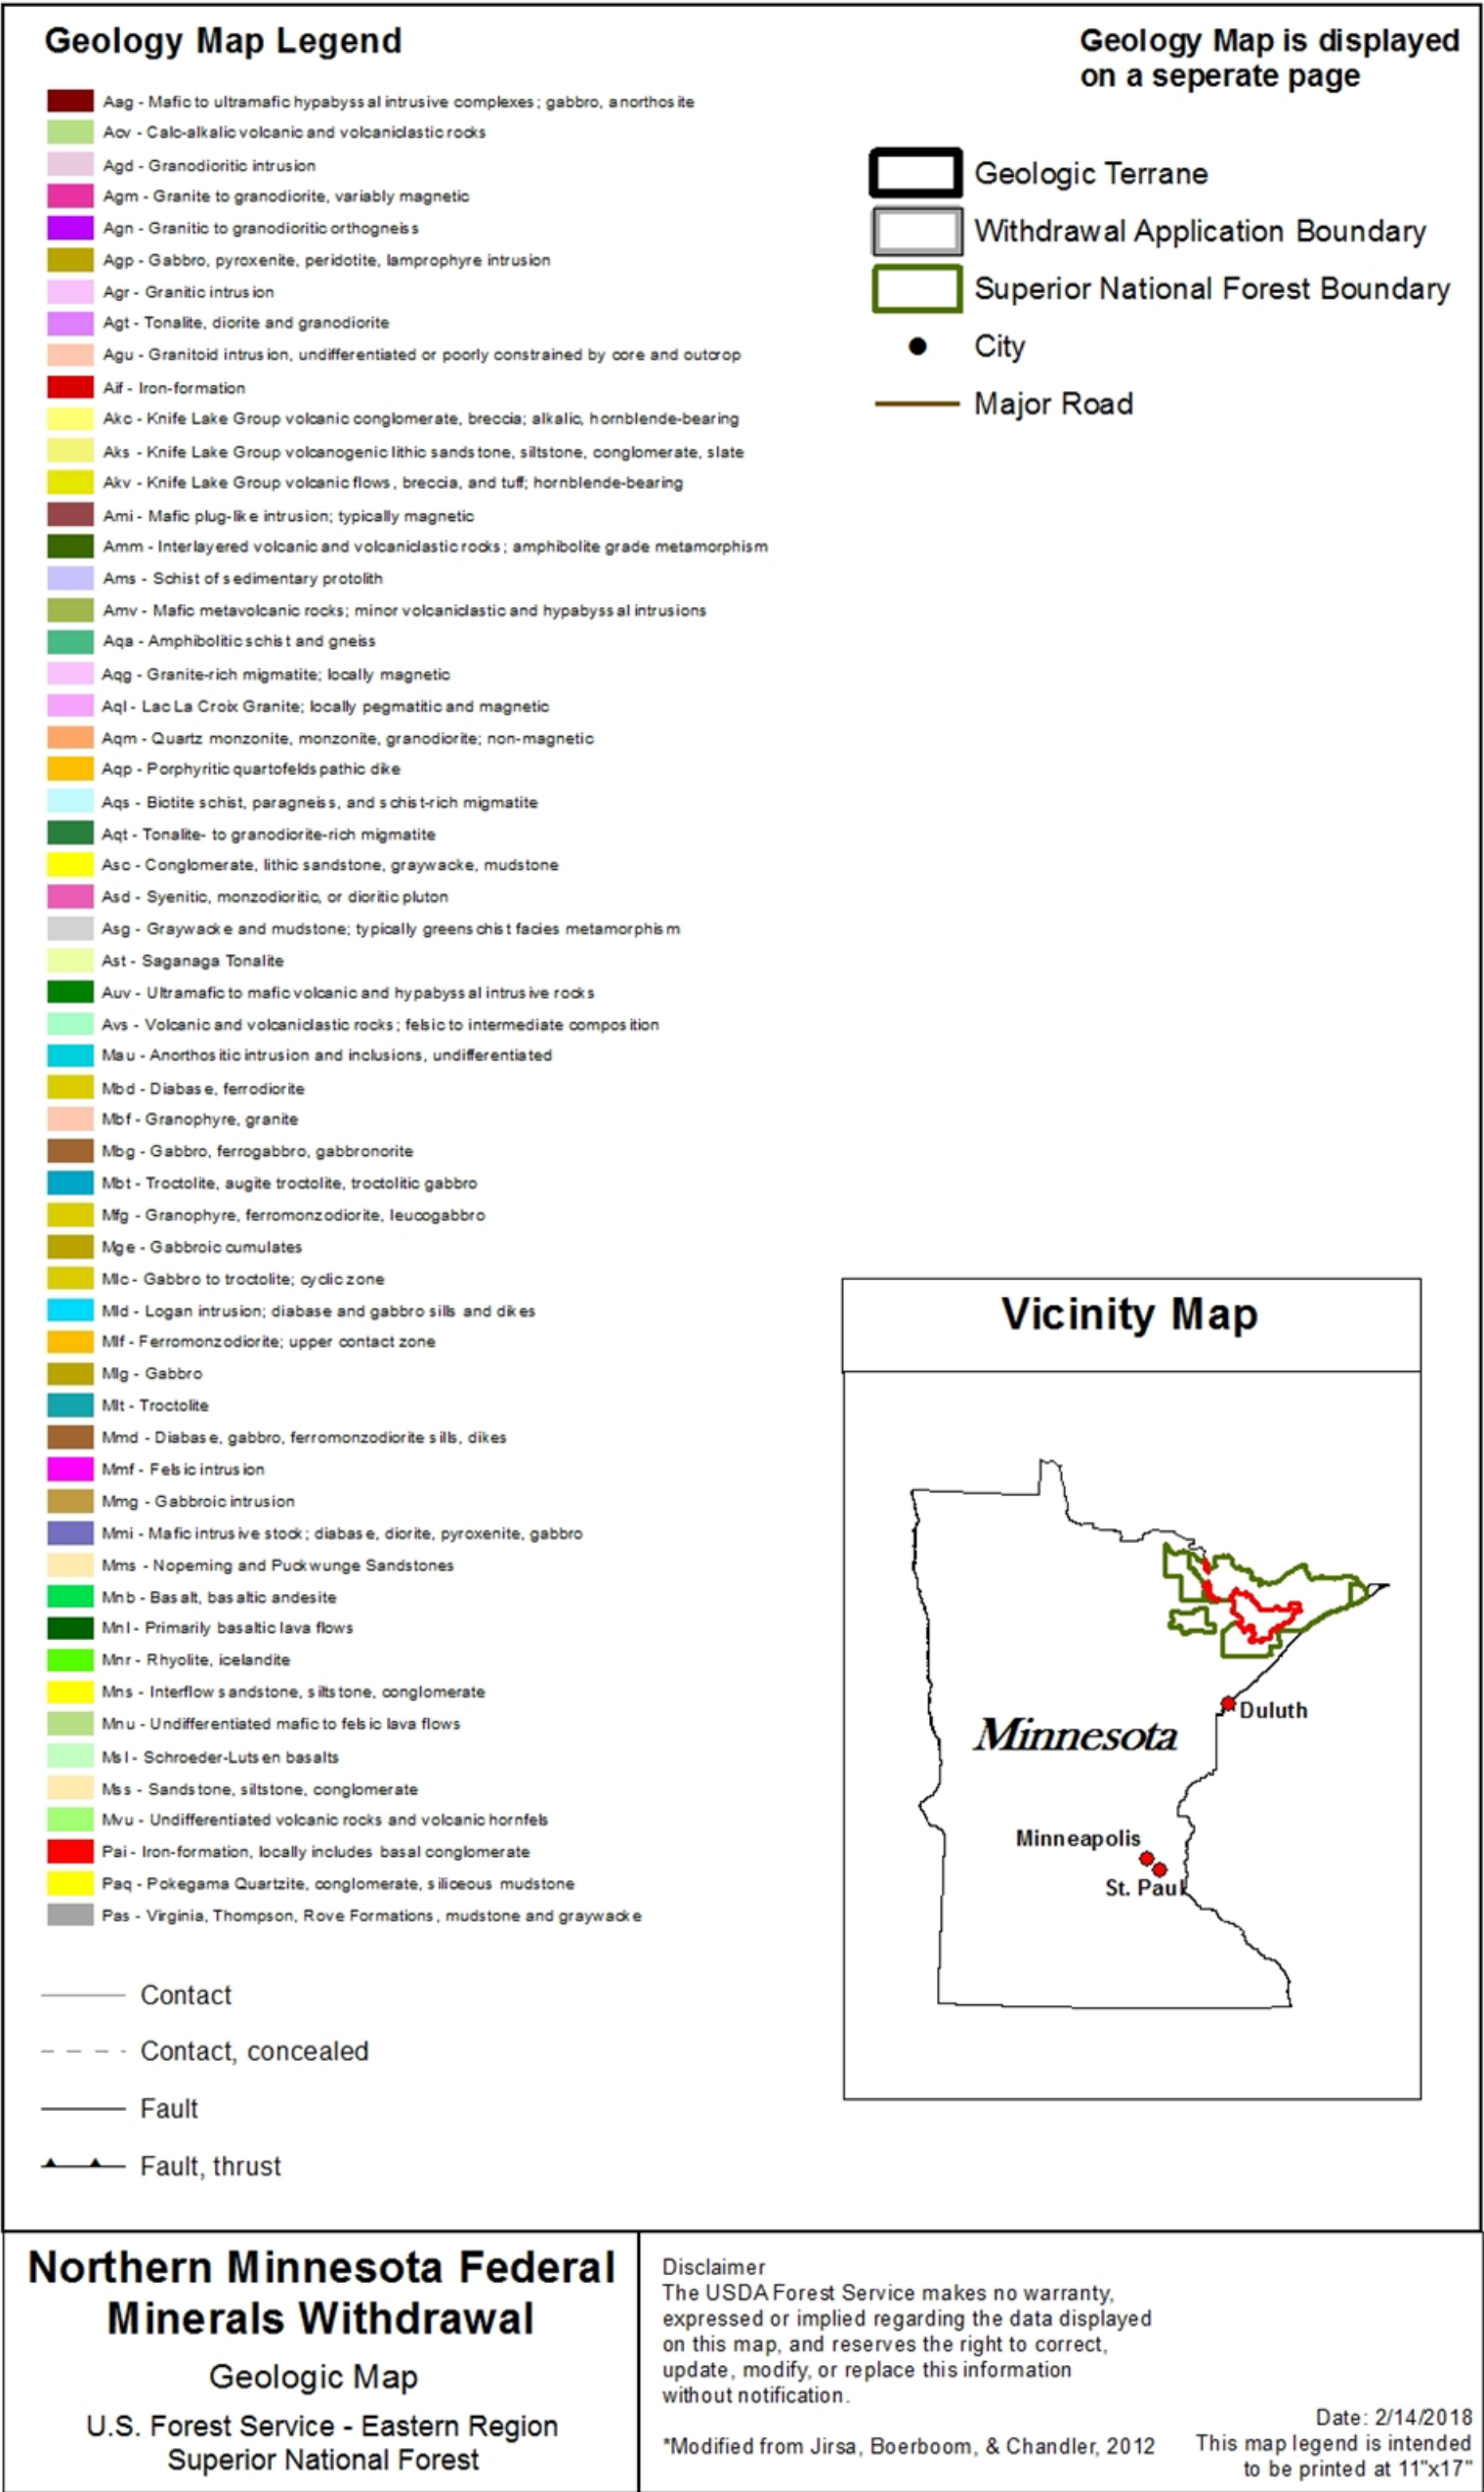 Geology Map Legend
Geology Map is displayed
on a seperate page
Aag - Mafic to ultramafic hypabyssal intrusive complexes; gabbro, anorthosite
Acv - Calc-alkalic volcanic and volcaniclastic rocks
Agd - Granodioritic intrusion
Agm - Granite to granodiorite, variably magnetic
Agn - Granitic to granodioritic orthogneiss
Agp - Gabbro, pyroxenite, peridotite, lamprophyre intrusion
Agr - Granitic intrusion
Agt - Tonalite, diorite and granodiorite
Agu - Granitoid intrusion, undifferentiated or poorly constrained by core and outcrop
Aif - Iron-formation
Akc - Knife Lake Group volcanic conglomerate, breccia; alkalic, hornblende-bearing
Aks - Knife Lake Group volcanogenic lithic sandstone, siltstone, conglomerate, slate
Akv - Knife Lake Group volcanic flows, breccia, and tuff; hornblende-bearing
Ami - Mafic plug-like intrusion; typically magnetic
Amm - Interlayered volcanic and volcaniclastic rocks; amphibolite grade metamorphism
Ams - Schist of sedimentary protolith
Amv - Mafic metavolcanic rocks; minor volcaniclastic and hypabyssal intrusions
Aqa - Amphibolitic schist and gneiss
Aqg - Granite-rich migmatite; locally magnetic
Aql - Lac La Croix Granite; locally pegmatitic and magnetic
Aqm - Quartz monzonite, monzonite, granodiorite; non-magnetic
Aqp - Porphyritic quartofeldspathic dike
Aqs - Biotite schist, paragneiss, and schist-rich migmatite
Aqt - Tonalite- to granodiorite-rich migmatite
Asc - Conglomerate, lithic sandstone, graywacke, mudstone
Asd - Syenitic, monzodioritic, or dioritic pluton
Asg - Graywacke and mudstone; typically greenschist facies metamorphism
Ast - Saganaga Tonalite
Auv - Ultramafic to mafic volcanic and hypabyssal intrusive rocks
Avs - Volcanic and volcaniclastic rocks; felsic to intermediate composition
Mau - Anorthositic intrusion and inclusions, undifferentiated
Mbd - Diabase, ferrodiorite
Mbf - Granophyre, granite
Mbg - Gabbro, ferrogabbro, gabbronorite
Mbt - Troctolite, augite troctolite, troctolitic gabbro
Mfg - Granophyre, ferromonzodiorite, leucogabbro
Mge - Gabbroic cumulates
Mlc - Gabbro to troctolite; cyclic zone
Mld - Logan intrusion; diabase and gabbro sills and dikes
Mlf - Ferromonzodiorite; upper contact zone
Mlg - Gabbro
Mlt - Troctolite
Mmd - Diabase, gabbro, ferromonzodiorite sills, dikes
Mmf - Felsic intrusion
Mmg - Gabbroic intrusion
Mmi - Mafic intrusive stock; diabase, diorite, pyroxenite, gabbro
Mms - Nopeming and Puckwunge Sandstones
Mnb - Basalt, basaltic andesite
Mnl - Primarily basaltic lava flows
Mnr - Rhyolite, icelandite
Mns - Interflow sandstone, siltstone, conglomerate
Mnu - Undifferentiated mafic to felsic lava flows
Msl - Schroeder-Lutsen basalts
Mss - Sandstone, siltstone, conglomerate
Mvu - Undifferentiated volcanic rocks and volcanic hornfels
Pai - Iron-formation, locally includes basal conglomerate
Paq - Pokegama Quartzite, conglomerate, siliceous mudstone
Pas - Virginia, Thompson, Rove Formations, mudstone and graywacke
Contact
Contact, concealed
Fault
Fault, thrust
Geologic Terrane
Withdrawal Application Boundary
Superior National Forest Boundary
City
Major Road
Vicinity Map
Duluth
Minnesota
Minneapolis
St. Paul
Northern Minnesota Federal
Minerals Withdrawal
Geologic Map
U.S. Forest Service - Eastern Region
Superior National Forest
Disclaimer
The USDA Forest Service makes no warranty,
expressed or implied regarding the data displayed
on this map, and reserves the right to correct,
update, modify, or replace this information
without notification.
*Modified from Jirsa, Boerboom, & Chandler, 2012
Date: 2/14/2018
This map legend is intended
to be printed at 11"x17"